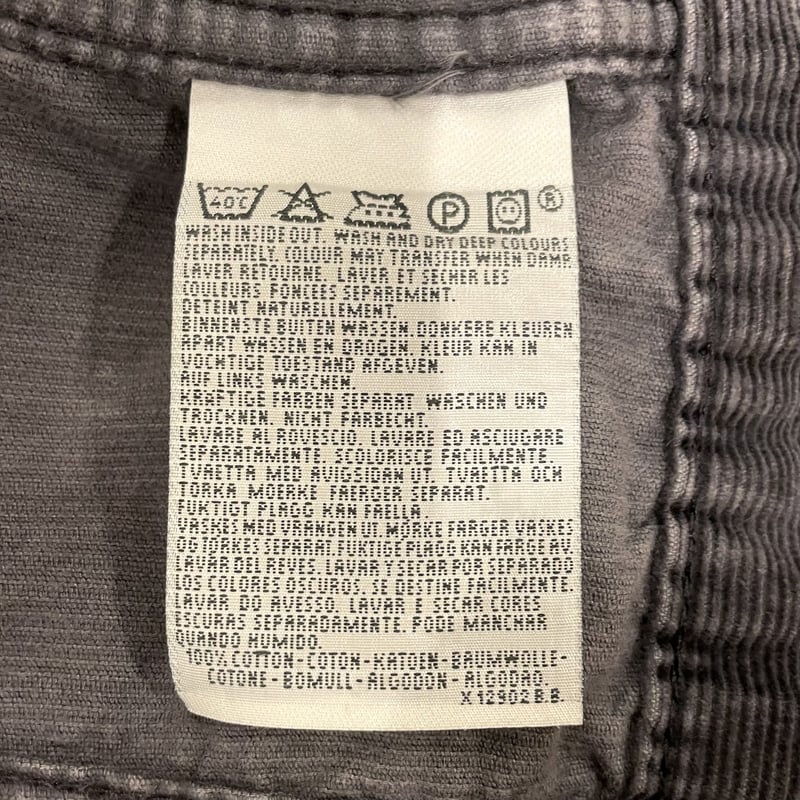 40C P ®
WASH INSIDE OUT. WASH AND DRY DEEP COLOURS
SEPARATELY. COLOUR MAY TRANSFER WHEN DAMP
LAVER RETOURNE. LAVER ET SECHER LES
COULEURS FONCEES SEPAREMENT.
DETEINT NATURELLEMENT.
BINNENSTE BUITEN WASSEN. DONKERE KLEUREN
APART WASSEN EN DROGEN. KLEUR KAN IN
VOCHTIGE TOESTAND AFGEVEN.
AUF LINKS WASCHEN.
KRAFTIGE FARBEN SEPARAT WASCHEN UND
TROCKNEN. NICHT FARBECHT.
LAVARE AL ROVESCIO. LAVARE ED ASCIUGARE
SEPARATAMENTE. SCOLORISCE FACILMENTE.
TVAETTA MED AVIGSIDAN UT. TVAETTA OCH
TORKA MOERKE FAERGER SEPARAT.
FUKTIGT PLAGG KAN FAELLA
VASKES MED VRANGEN UT. MORKE FARGER VASKES
OG TORKES SEPARAT. FUKTIGE PLAGG KAN FARGE AV
LAVAR DEL REVES. LAVAR Y SECAR POR SEPARADO
LOS COLORES OSCUROS. SE DESTINE FACILMENTE.
LAVAR DO AVESSO. LAVAR E SECAR CORES
ESCURAS SEPARADAMENTE. PODE MANCHAR
QUANDO HUMIDO.
100% COTTON-COTON-KATOEN-BAUMWOLLE-
COTONE-BOMULL-ALGODON-ALGODAO.
X 12902 B.B.